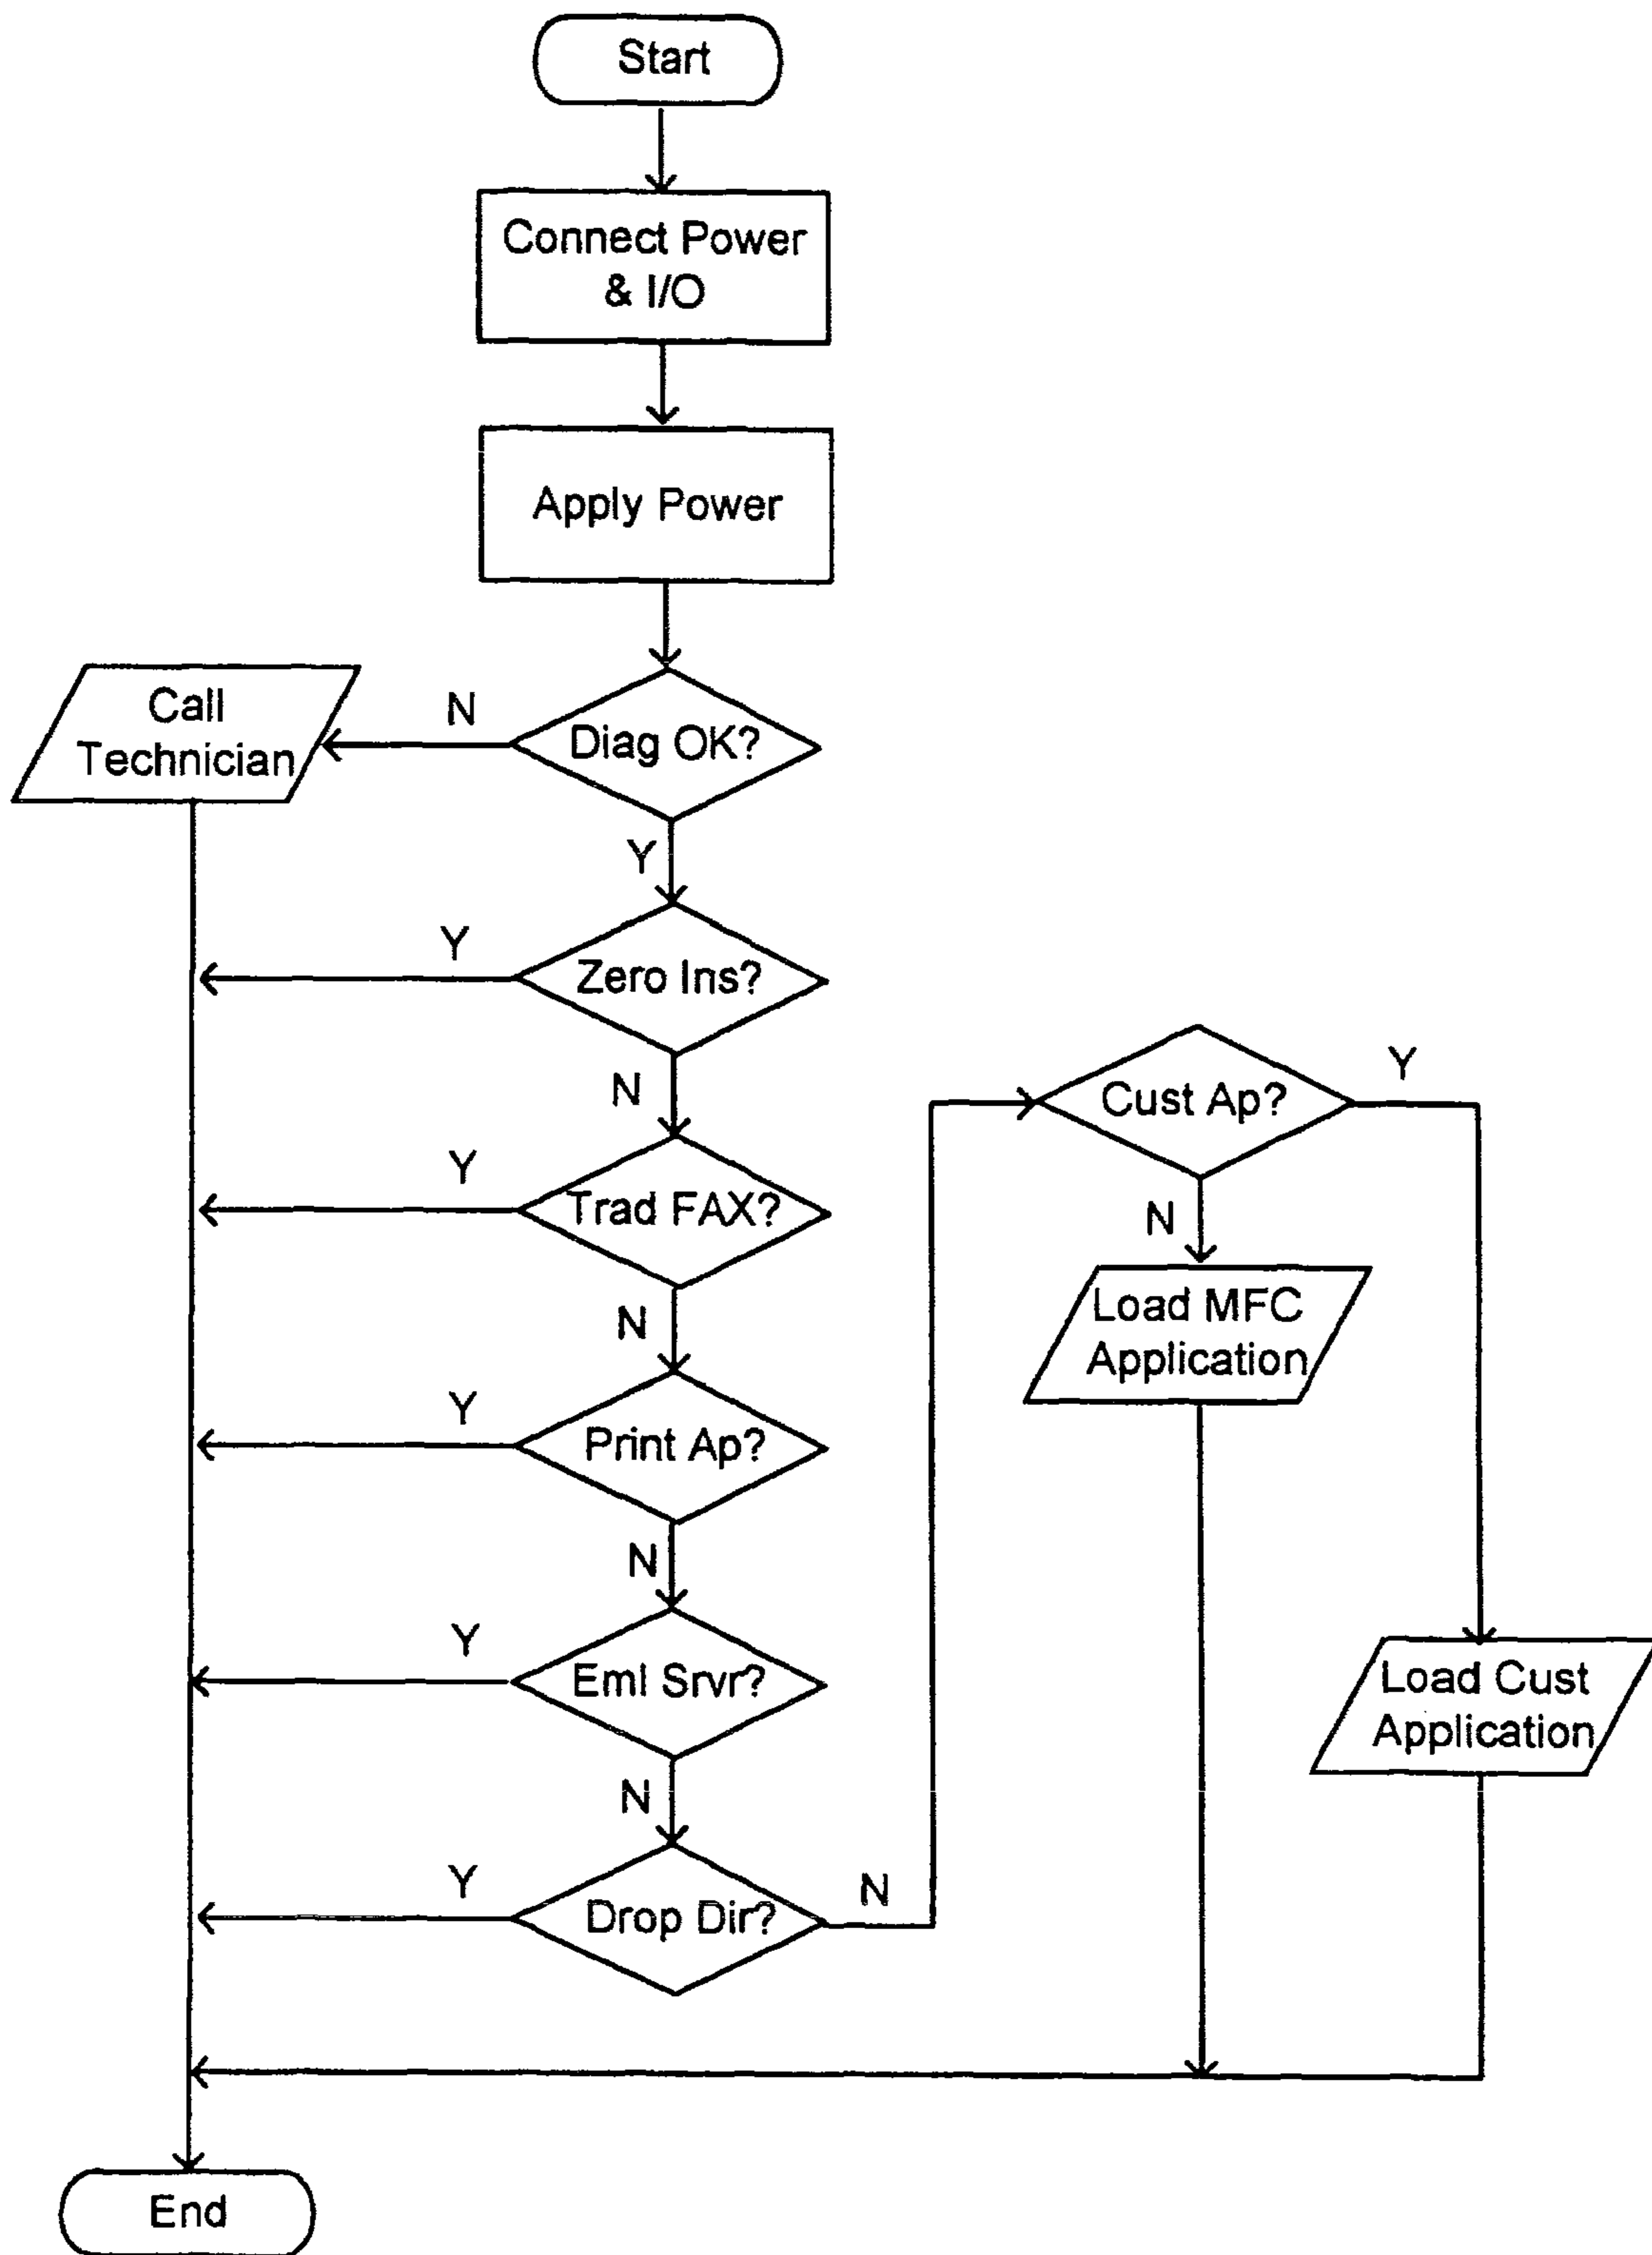 Start
Connect Power
& I/O
Apply Power
Call
Technician
N
Diag OK?
Y
Y
Zero Ins?
N
Y
Trad FAX?
N
Y
Print Ap?
N
Y
Eml Srvr?
N
Y
Drop Dir?
N
Cust Ap?
Y
N
Load MFC
Application
Load Cust
Application
End